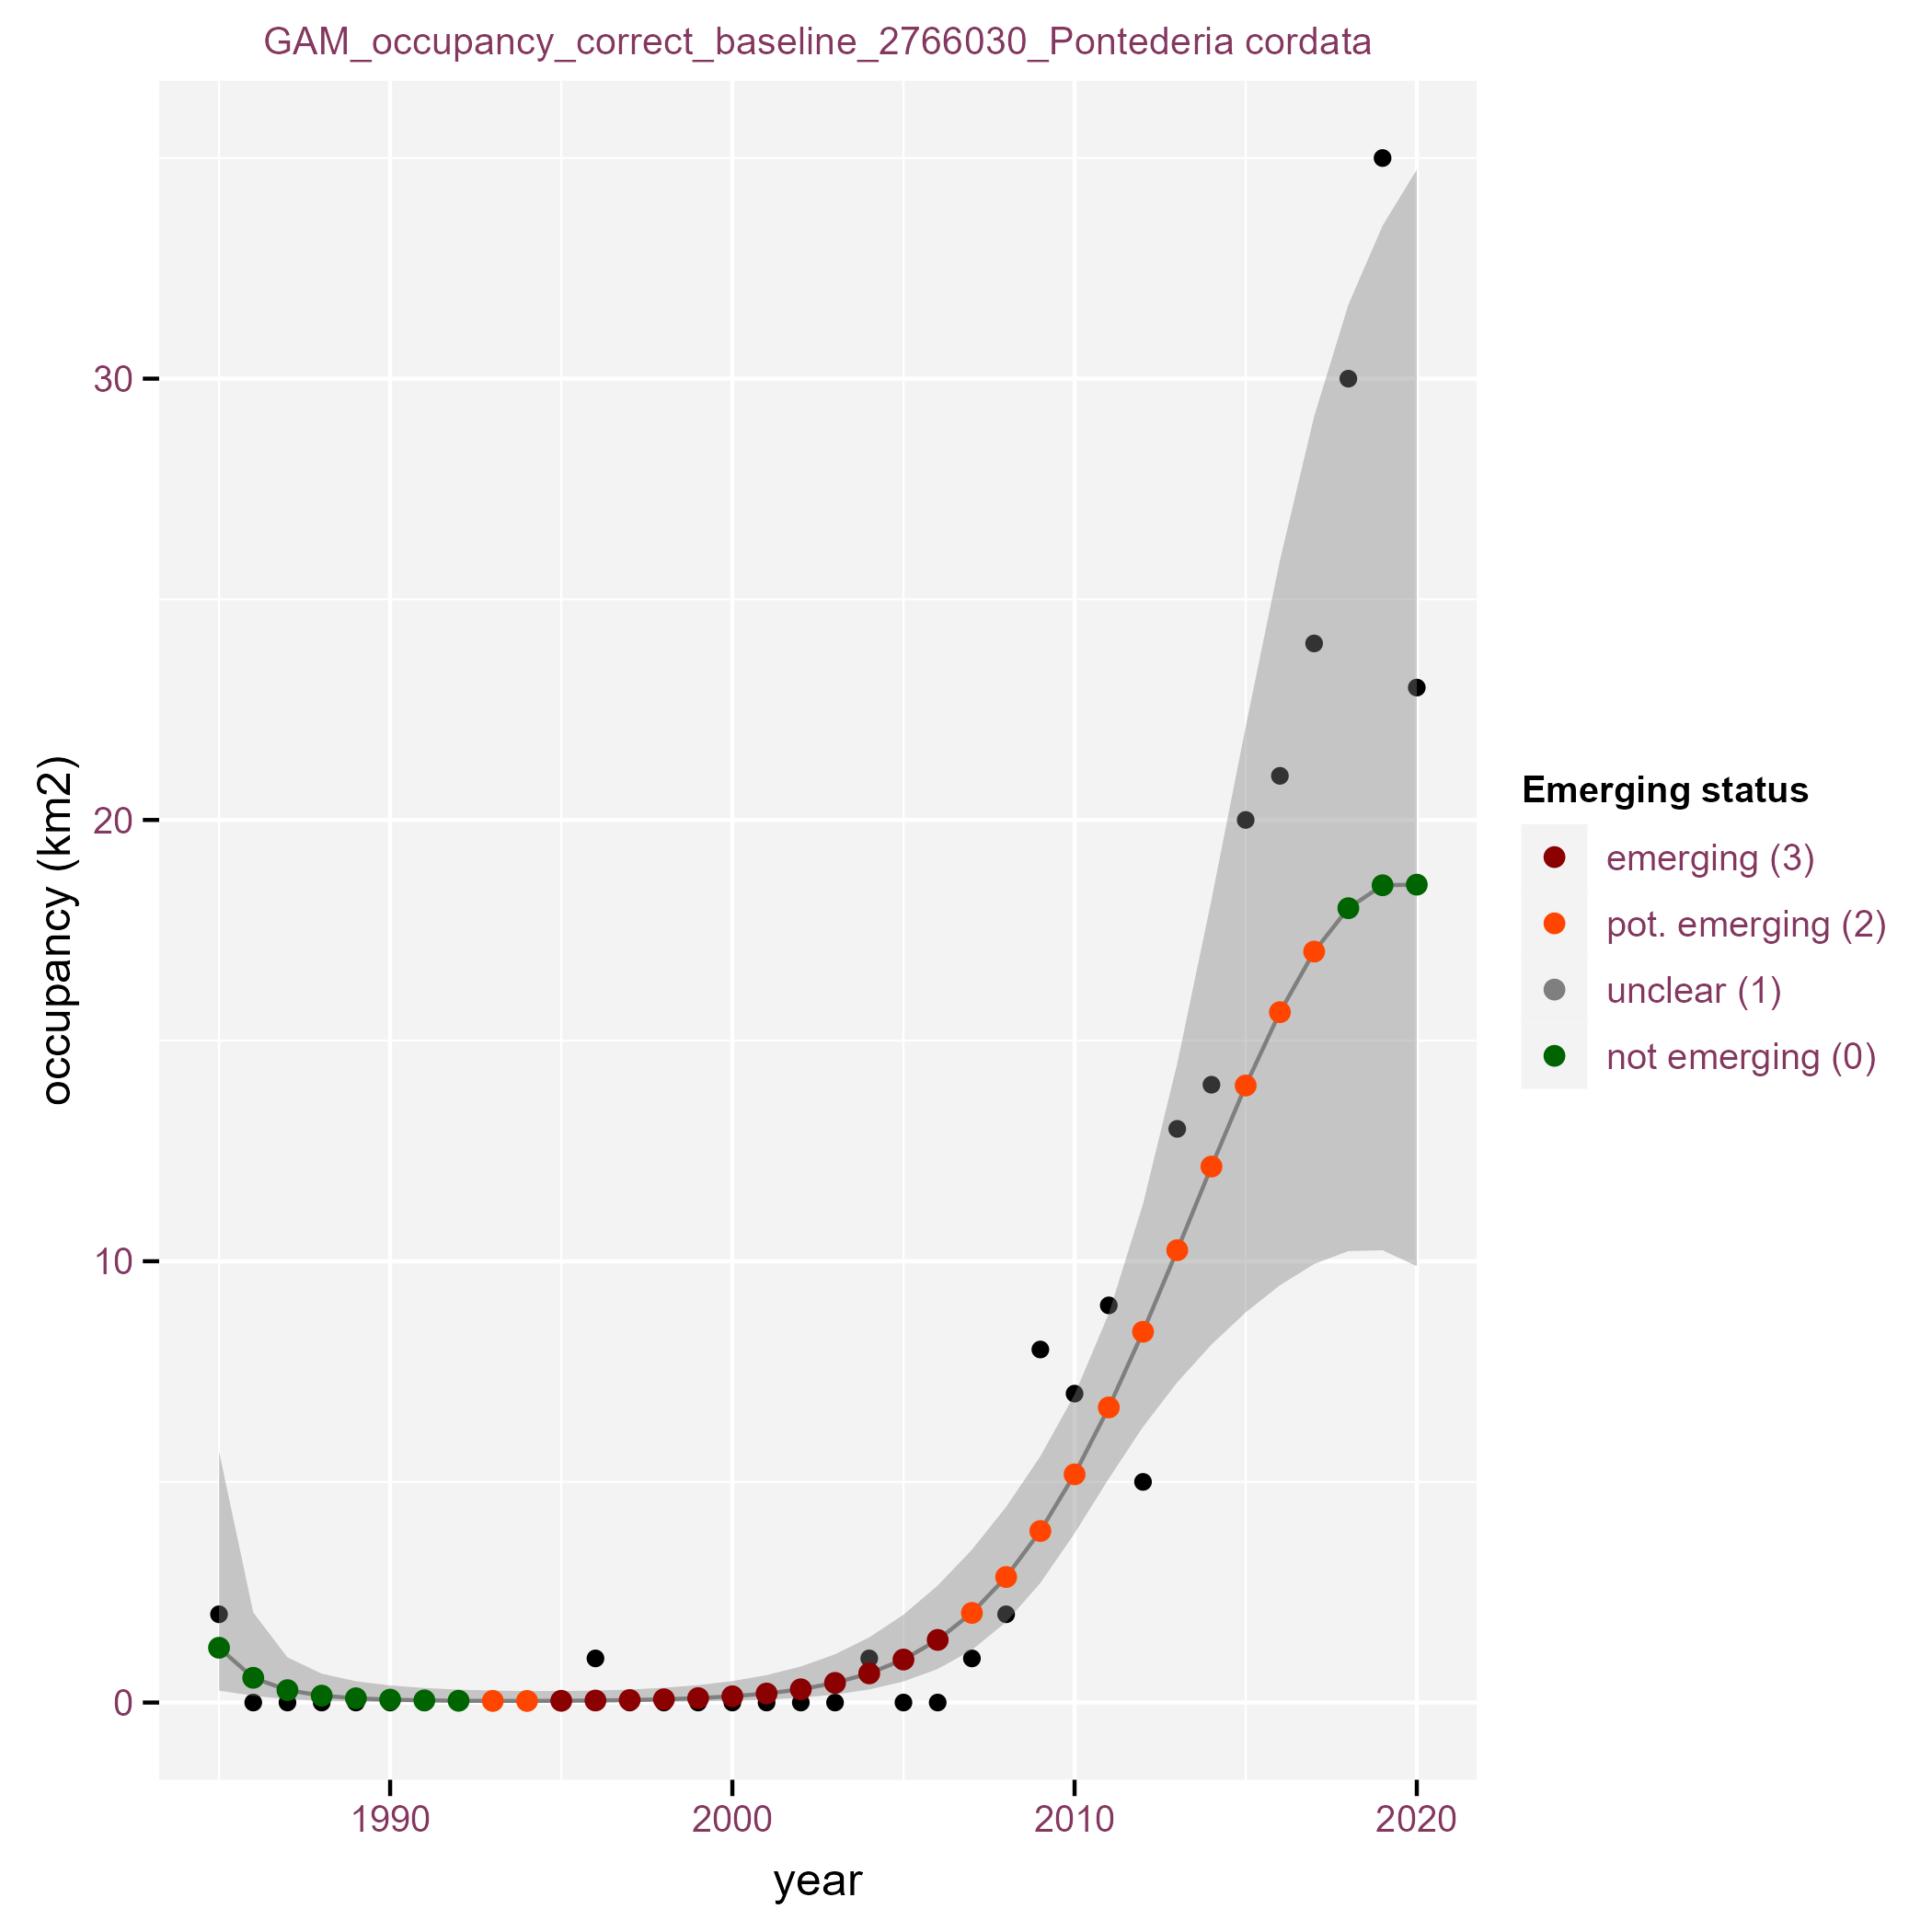 GAM_occupancy_correct_baseline_2766030_Pontederia cordata
occupancy (km2)
30
20
10
0
1990
2000
2010
2020
year
Emerging status
emerging (3)
pot. emerging (2)
unclear (1)
not emerging (0)